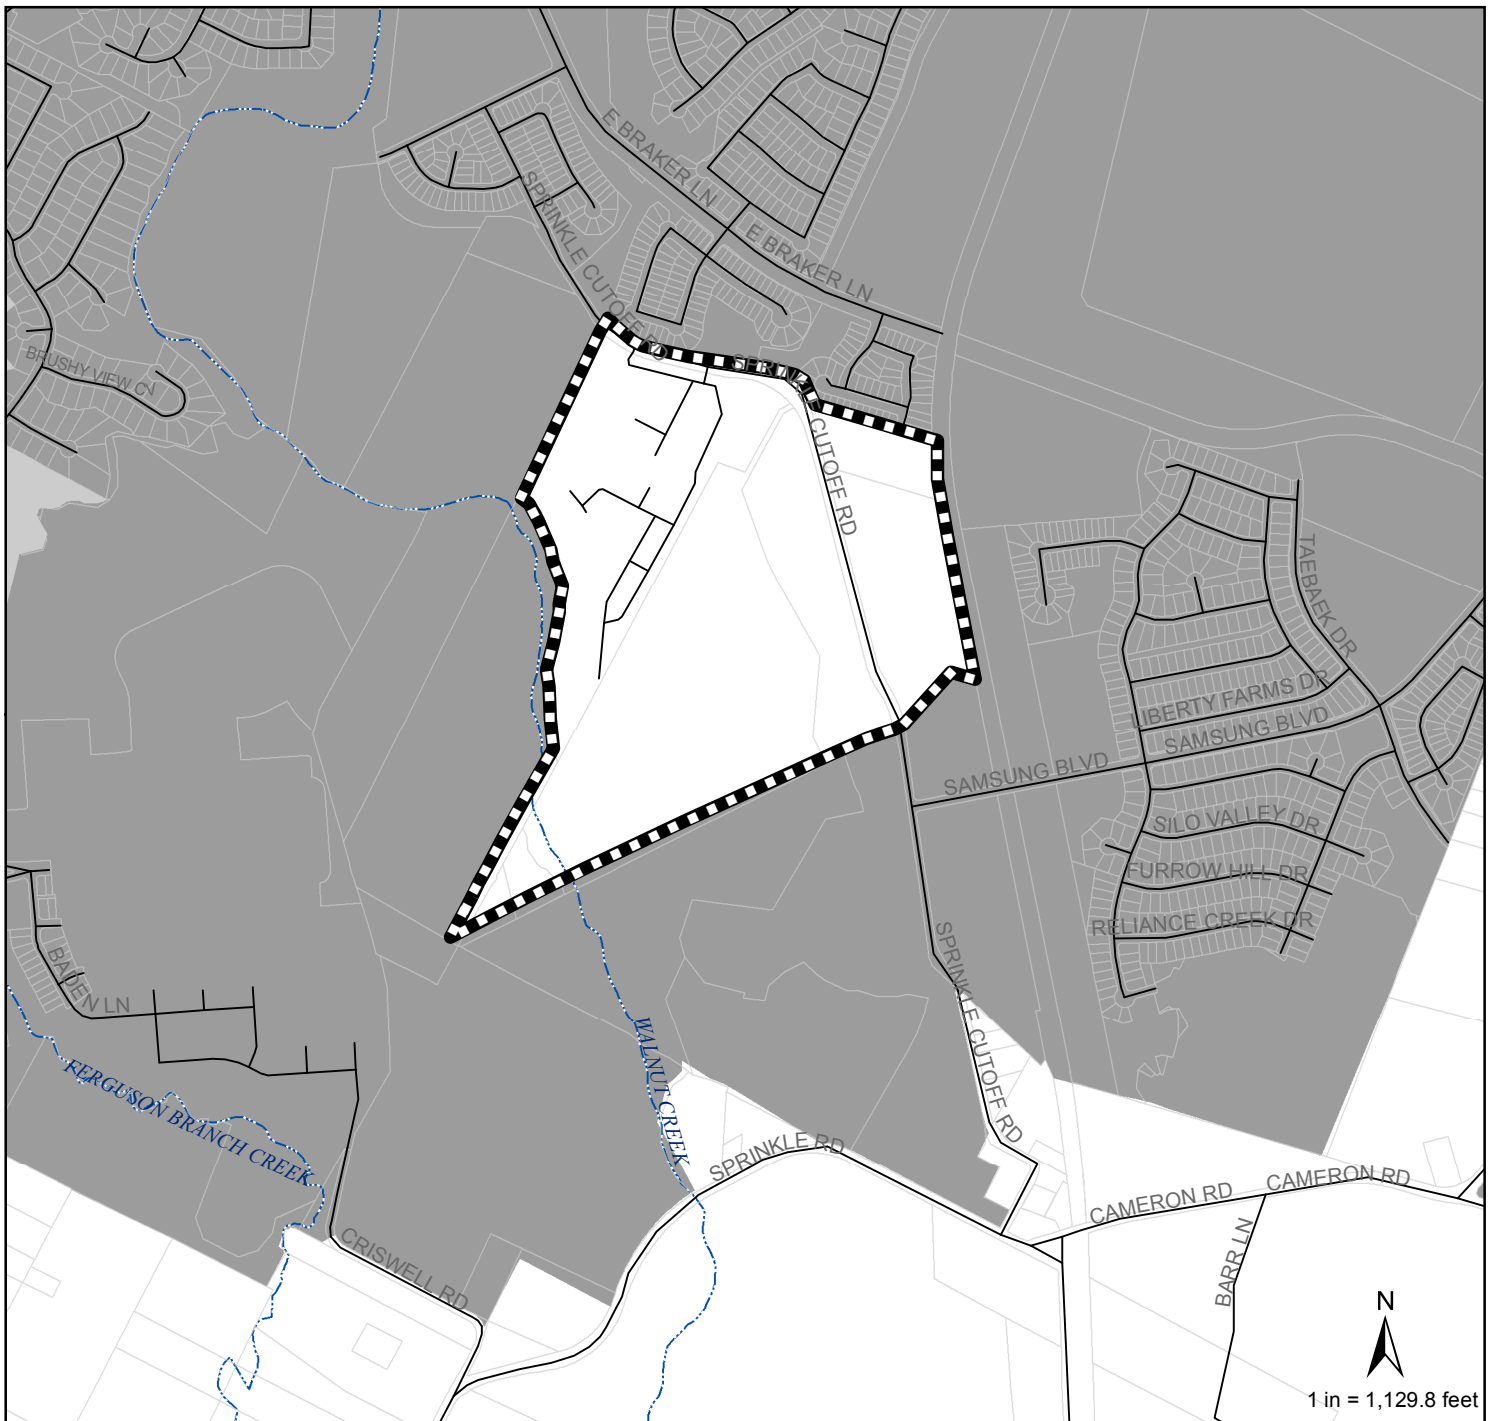 E BRAKER LN
SPRINKLE CUTOFF RD
E BRAKER LN
BRUSHY VIEW CV
SPRINKLE CUTOFF RD
TAEBAEK DR
LIBERTY FARMS DR
SAMSUNG BLVD
SAMSUNG BLVD
SILO VALLEY DR
FURROW HILL DR
RELIANCE CREEK DR
BADEN LN
SPRINKLE CUTOFF RD
WALNUT CREEK
FERGUSON BRANCH CREEK
SPRINKLE RD
CAMERON RD
CAMERON RD
BARR LN
CRISWELL RD
N
1 in = 1,129.8 feet